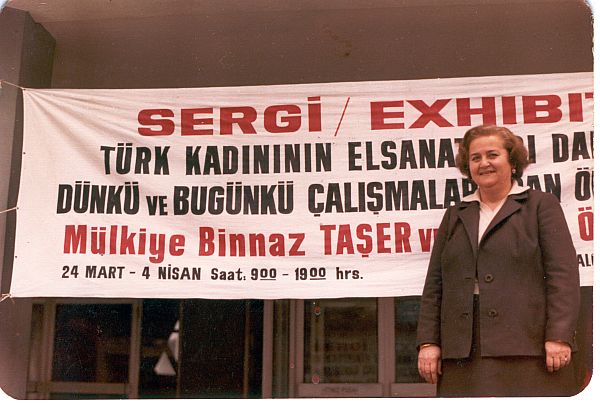 SERGİ / EXHIBIT
TÜRK KADINININ ELSANAT
DÜNKÜ VE BUGÜNKÜ ÇALIŞMALA
Mülkiye Binnaz TAŞER ve
24 MART - 4 NİSAN Saat: 900 - 1900 hrs.